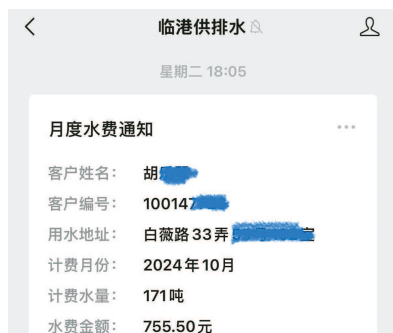 临港供排水
星期二 18:05
月度水费通知
客户姓名： 胡
客户编号： 100147
用水地址： 白薇路33弄 室
计费月份： 2024年10月
计费水量： 171吨
水费金额： 755.50元